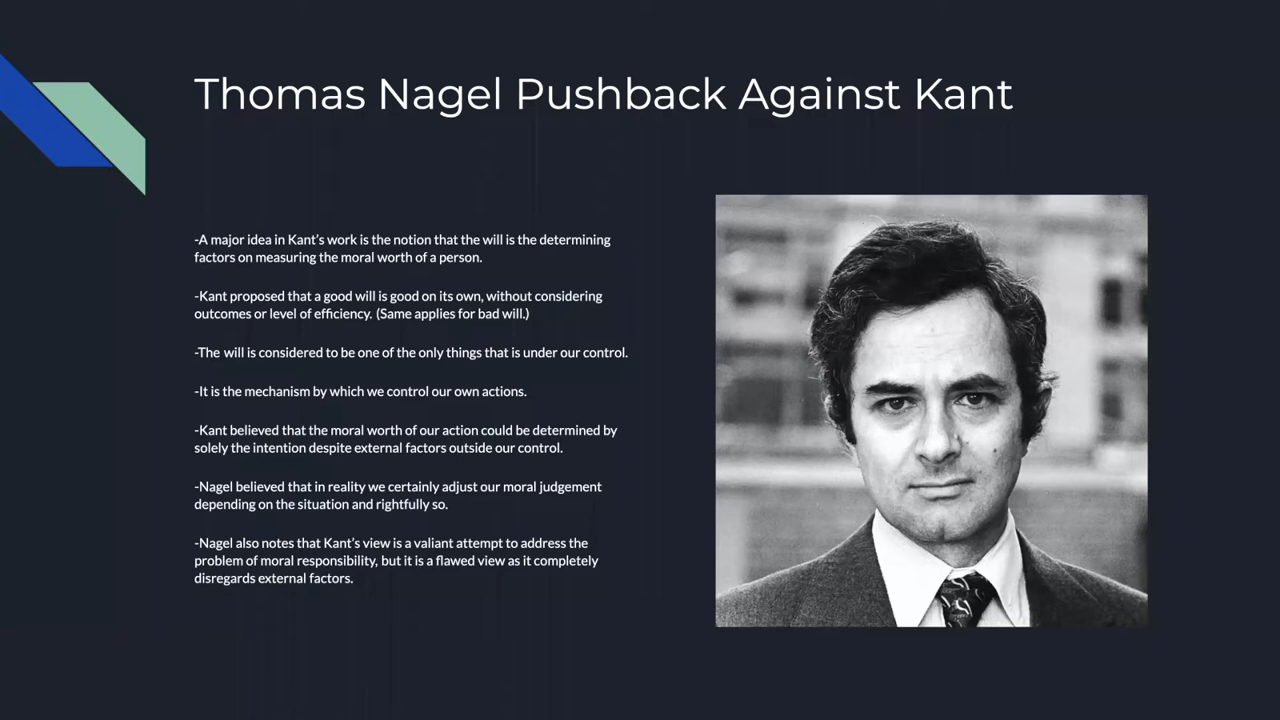 Thomas Nagel Pushback Against Kant
-A major idea in Kant's work is the notion that the will is the determining
factors on measuring the moral worth of a person.
-Kant proposed that a good will is good on its own, without considering
outcomes or level of efficiency. (Same applies for bad will.)
-The will is considered to be one of the only things that is under our control.
-It is the mechanism by which we control our own actions.
-Kant believed that the moral worth of our action could be determined by
solely the intention despite external factors outside our control.
-Nagel believed that in reality we certainly adjust our moral judgement
depending on the situation and rightfully so.
-Nagel also notes that Kant's view is a valiant attempt to address the
problem of moral responsibility, but it is a flawed view as it completely
disregards external factors.